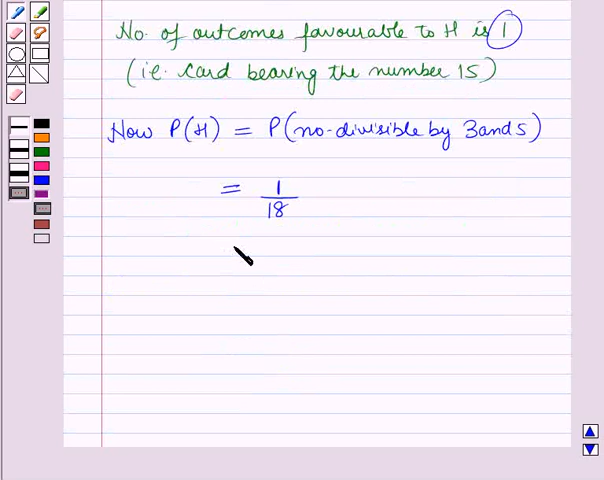 No. of outcomes favourable to H is 1
(i.e. card bearing the number 15)
Now P(H) = P(no. divisible by 3 and 5)
= 1/18